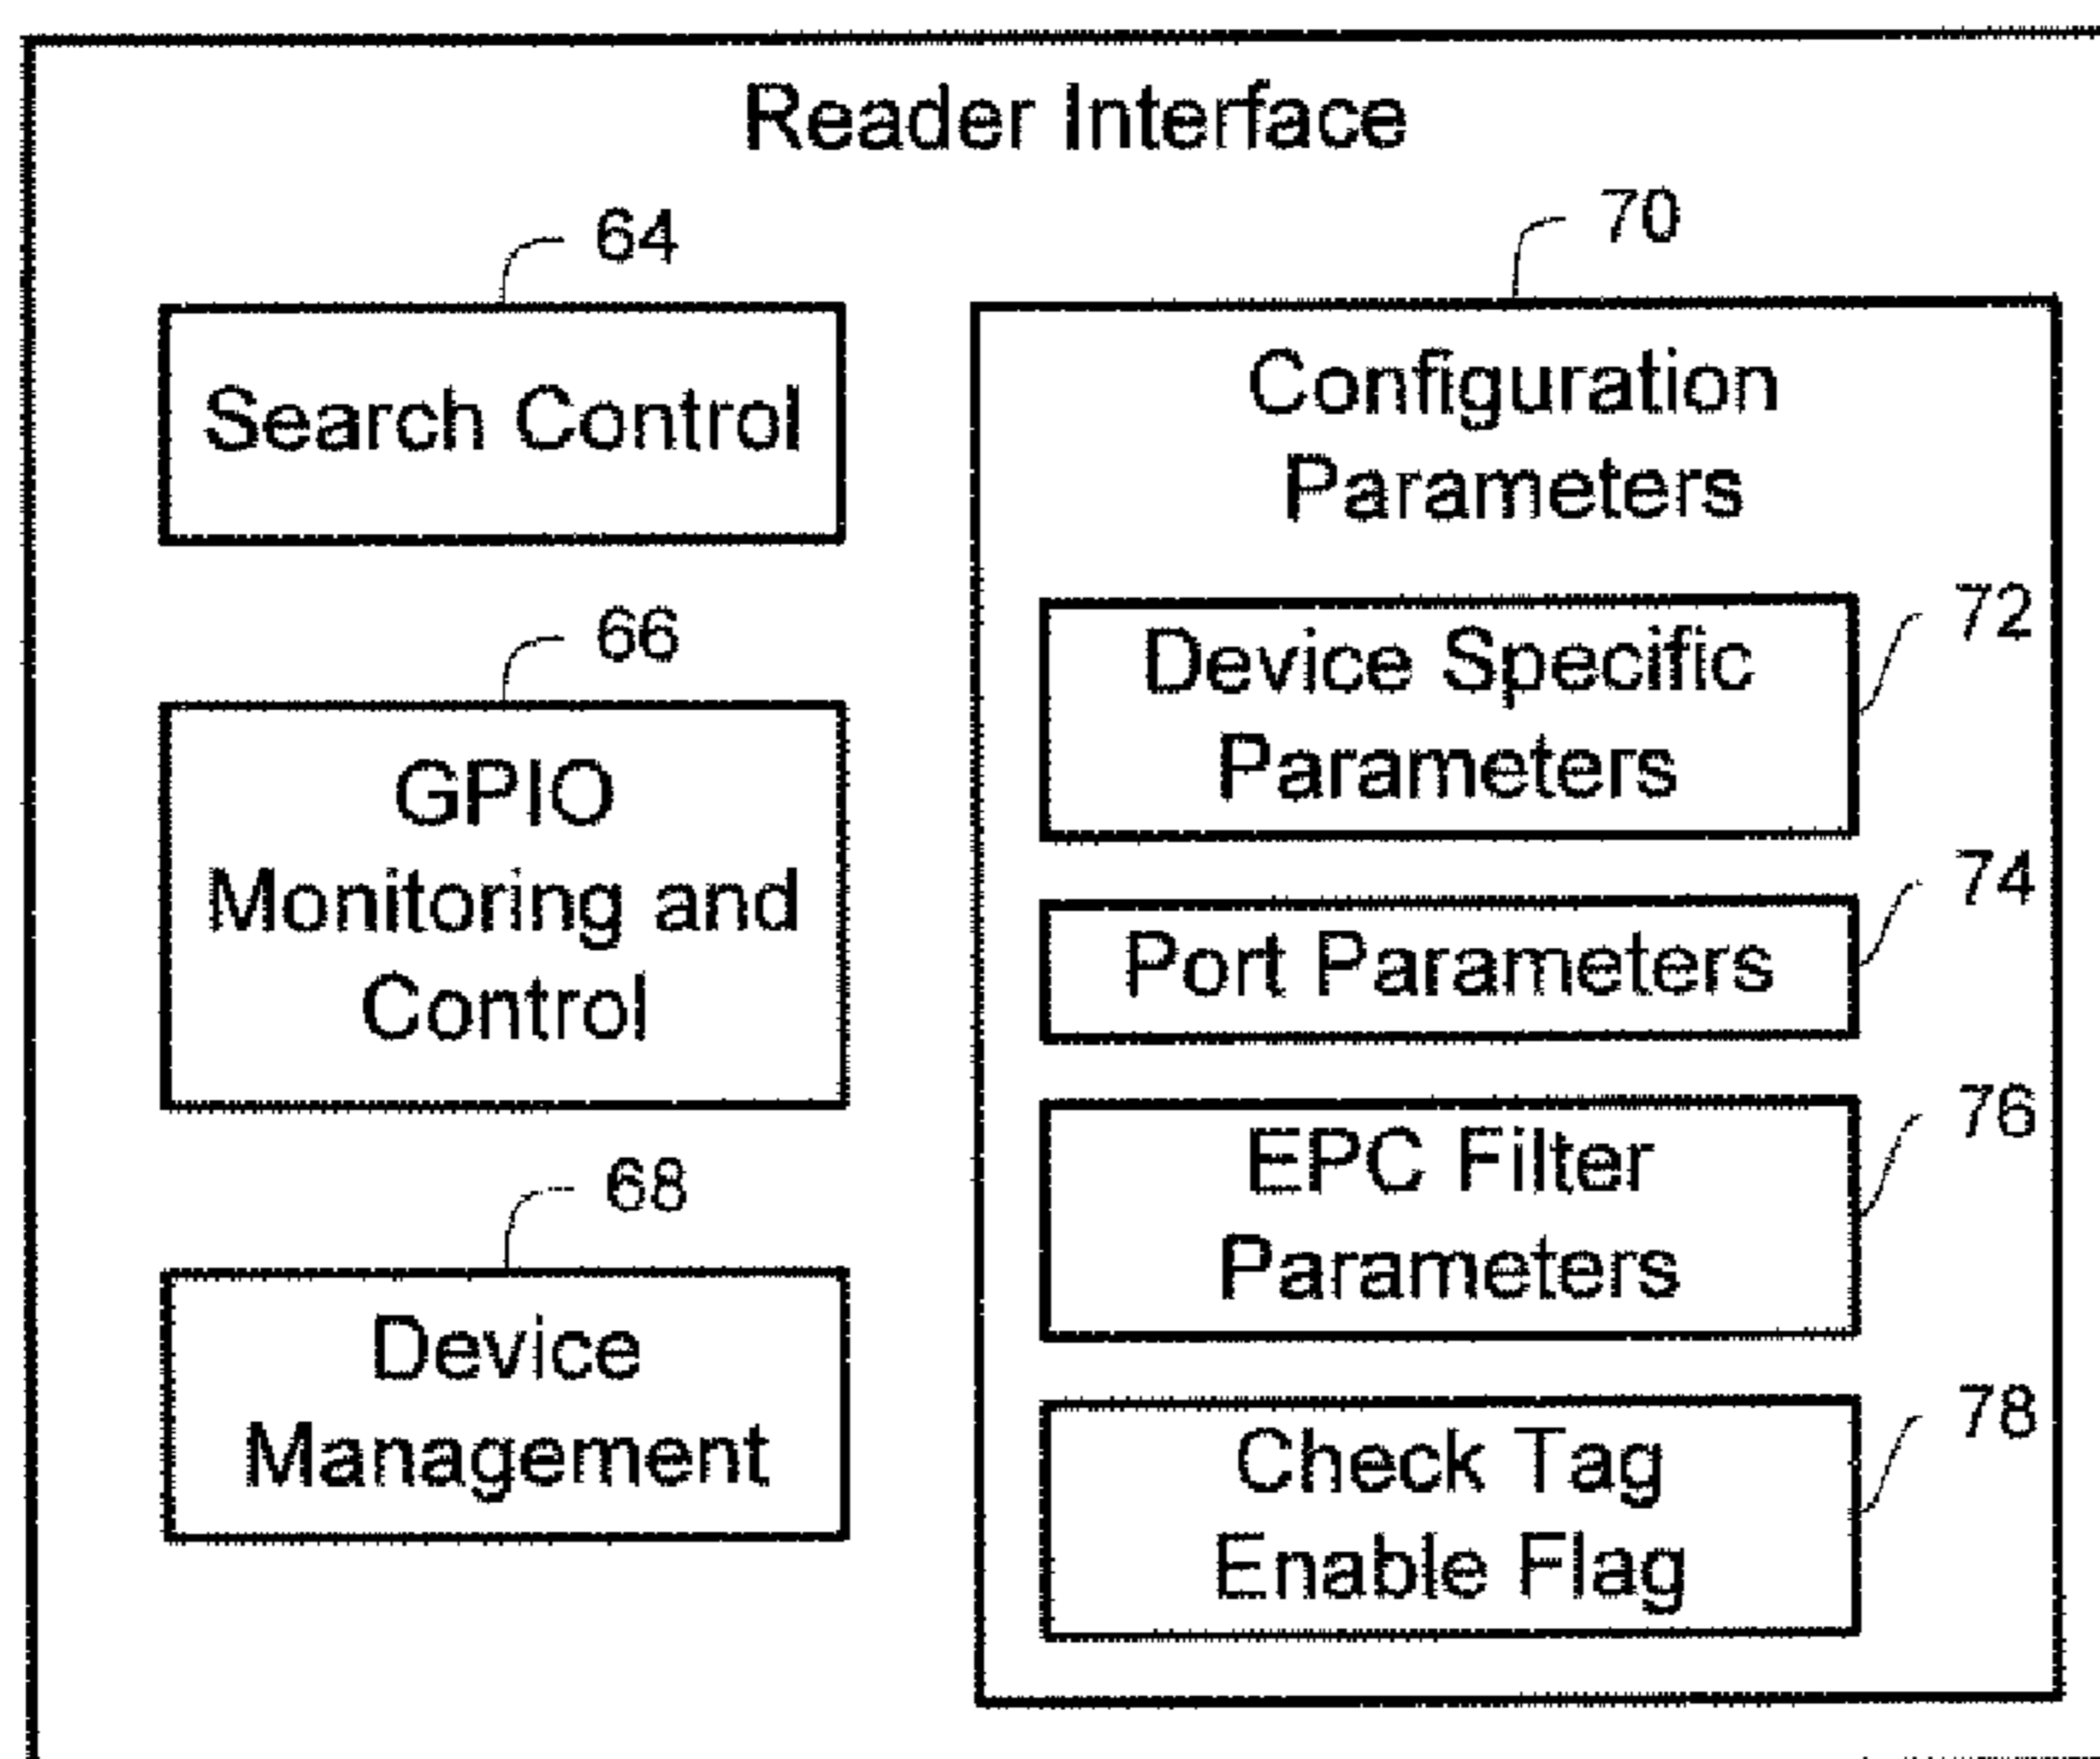 Reader Interface
64
Search Control
66
GPIO
Monitoring and
Control
68
Device
Management
70
Configuration
Parameters
72
Device Specific
Parameters
74
Port Parameters
76
EPC Filter
Parameters
78
Check Tag
Enable Flag